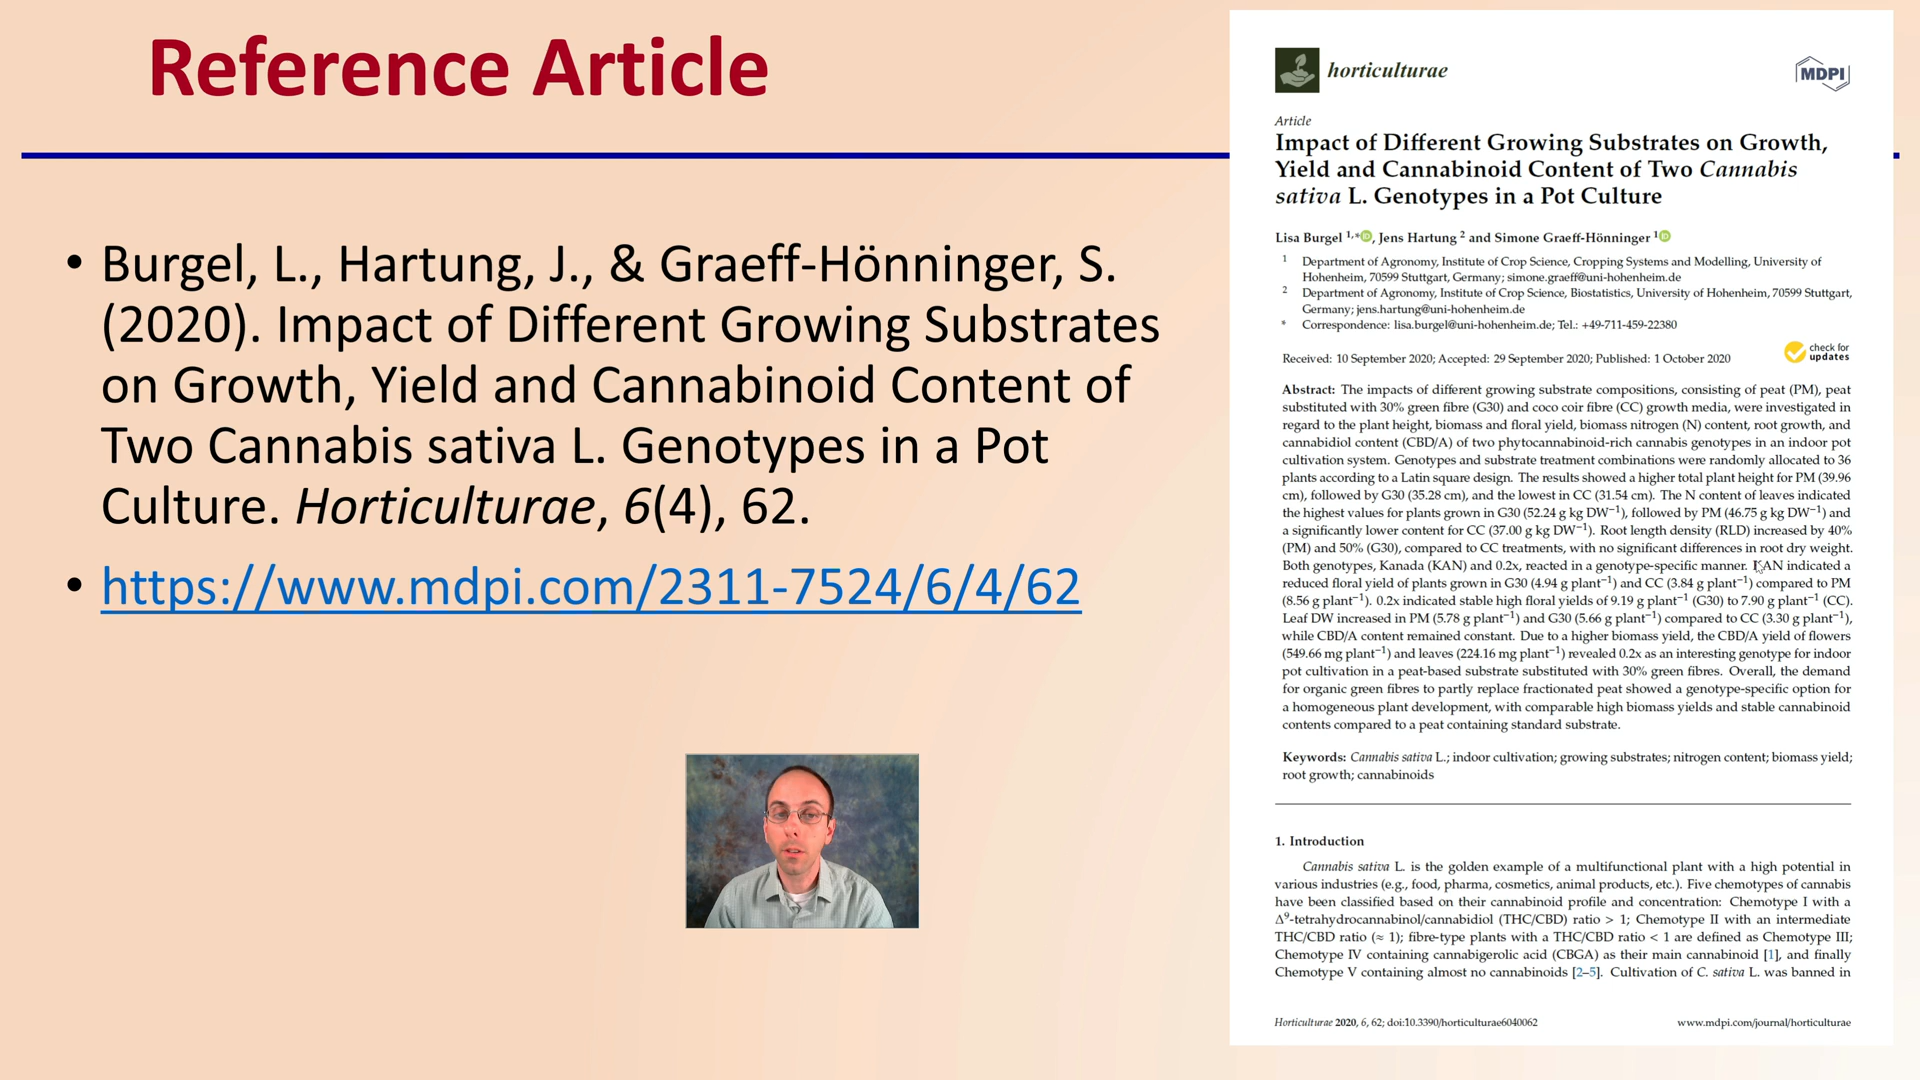 Reference Article
• Burgel, L., Hartung, J., & Graeff-Hönninger, S.
(2020). Impact of Different Growing Substrates
on Growth, Yield and Cannabinoid Content of
Two Cannabis sativa L. Genotypes in a Pot
Culture. Horticulturae, 6(4), 62.
• https://www.mdpi.com/2311-7524/6/4/62
horticulturae
MDPI
Article
Impact of Different Growing Substrates on Growth,
Yield and Cannabinoid Content of Two Cannabis
sativa L. Genotypes in a Pot Culture
Lisa Burgel 1,* iD, Jens Hartung 2 and Simone Graeff-Hönninger 1 iD
1 Department of Agronomy, Institute of Crop Science, Cropping Systems and Modelling, University of
Hohenheim, 70599 Stuttgart, Germany; simone.graeff@uni-hohenheim.de
2 Department of Agronomy, Institute of Crop Science, Biostatistics, University of Hohenheim, 70599 Stuttgart,
Germany; jens.hartung@uni-hohenheim.de
* Correspondence: lisa.burgel@uni-hohenheim.de; Tel.: +49-711-459-22380
check for
updates
Received: 10 September 2020; Accepted: 29 September 2020; Published: 1 October 2020
Abstract: The impacts of different growing substrate compositions, consisting of peat (PM), peat
substituted with 30% green fibre (G30) and coco coir fibre (CC) growth media, were investigated in
regard to the plant height, biomass and floral yield, biomass nitrogen (N) content, root growth, and
cannabidiol content (CBD/A) of two phytocannabinoid-rich cannabis genotypes in an indoor pot
cultivation system. Genotypes and substrate treatment combinations were randomly allocated to 36
plants according to a Latin square design. The results showed a higher total plant height for PM (39.96
cm), followed by G30 (35.28 cm), and the lowest in CC (31.54 cm). The N content of leaves indicated
the highest values for plants grown in G30 (52.24 g kg DW⁻¹), followed by PM (46.75 g kg DW⁻¹) and
a significantly lower content for CC (37.00 g kg DW⁻¹). Root length density (RLD) increased by 40%
(PM) and 50% (G30), compared to CC treatments, with no significant differences in root dry weight.
Both genotypes, Kanada (KAN) and 0.2x, reacted in a genotype-specific manner. KAN indicated a
reduced floral yield of plants grown in G30 (4.94 g plant⁻¹) and CC (3.84 g plant⁻¹) compared to PM
(8.56 g plant⁻¹). 0.2x indicated stable high floral yields of 9.19 g plant⁻¹ (G30) to 7.90 g plant⁻¹ (CC).
Leaf DW increased in PM (5.78 g plant⁻¹) and G30 (5.66 g plant⁻¹) compared to CC (3.30 g plant⁻¹),
while CBD/A content remained constant. Due to a higher biomass yield, the CBD/A yield of flowers
(549.66 mg plant⁻¹) and leaves (224.16 mg plant⁻¹) revealed 0.2x as an interesting genotype for indoor
pot cultivation in a peat-based substrate substituted with 30% green fibres. Overall, the demand
for organic green fibres to partly replace fractionated peat showed a genotype-specific option for
a homogeneous plant development, with comparable high biomass yields and stable cannabinoid
contents compared to a peat containing standard substrate.
Keywords: Cannabis sativa L.; indoor cultivation; growing substrates; nitrogen content; biomass yield;
root growth; cannabinoids
1. Introduction
Cannabis sativa L. is the golden example of a multifunctional plant with a high potential in
various industries (e.g., food, pharma, cosmetics, animal products, etc.). Five chemotypes of cannabis
have been classified based on their cannabinoid profile and concentration: Chemotype I with a
Δ⁹-tetrahydrocannabinol/cannabidiol (THC/CBD) ratio > 1; Chemotype II with an intermediate
THC/CBD ratio (≈ 1); fibre-type plants with a THC/CBD ratio < 1 are defined as Chemotype III;
Chemotype IV containing cannabigerolic acid (CBGA) as their main cannabinoid [1], and finally
Chemotype V containing almost no cannabinoids [2–5]. Cultivation of C. sativa L. was banned in
Horticulturae 2020, 6, 62; doi:10.3390/horticulturae6040062
www.mdpi.com/journal/horticulturae